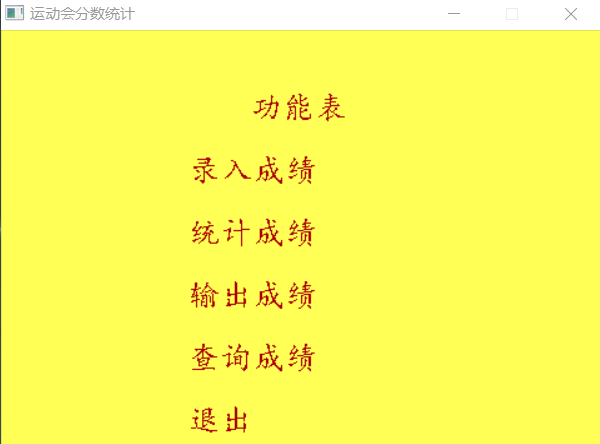 运动会分数统计
功能表
录入成绩
统计成绩
输出成绩
查询成绩
退出